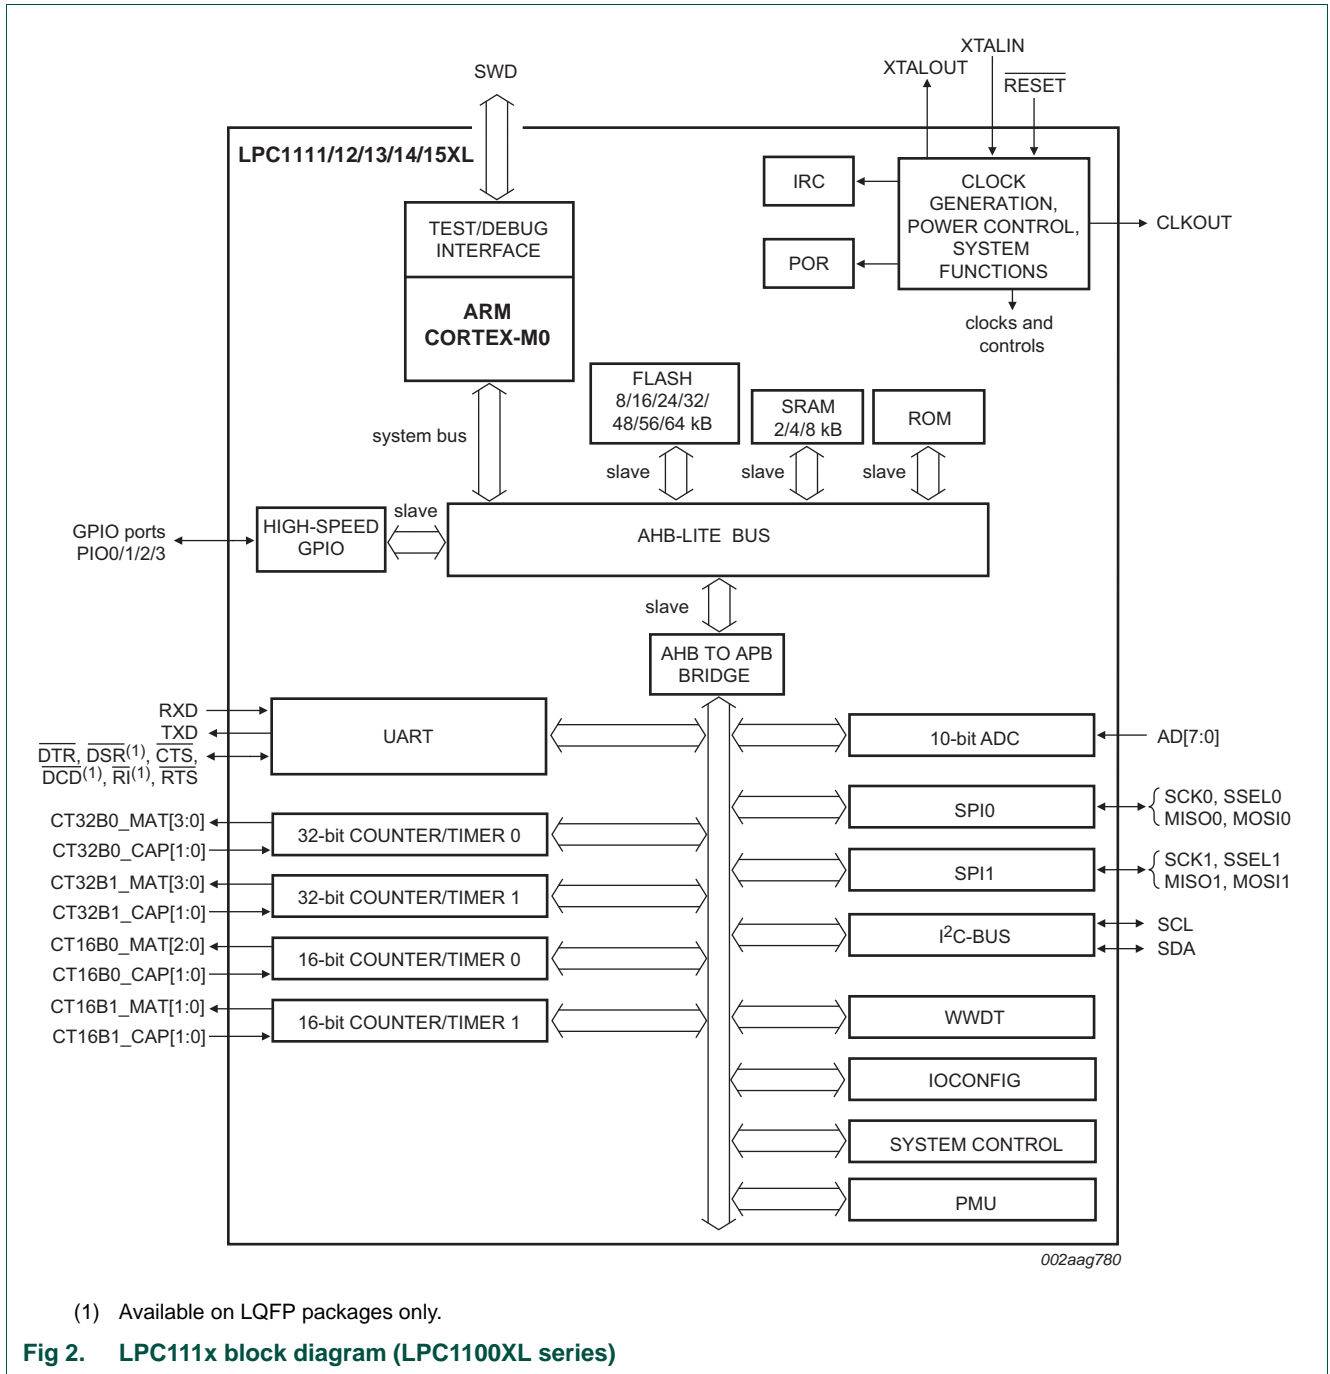 XTALIN
XTALOUT
SWD
RESET
LPC1111/12/13/14/15XL
IRC
CLOCK
GENERATION,
POWER CONTROL,
SYSTEM
FUNCTIONS
CLKOUT
TEST/DEBUG
INTERFACE
POR
ARM
CORTEX-M0
clocks and
controls
FLASH
8/16/24/32/
48/56/64 kB
SRAM
2/4/8 kB
ROM
system bus
slave
slave
slave
slave
GPIO ports
PIO0/1/2/3
HIGH-SPEED
GPIO
AHB-LITE BUS
slave
AHB TO APB
BRIDGE
RXD
TXD
DTR, DSR(1), CTS,
DCD(1), RI(1), RTS
UART
10-bit ADC
AD[7:0]
CT32B0_MAT[3:0]
CT32B0_CAP[1:0]
32-bit COUNTER/TIMER 0
SPI0
SCK0, SSEL0
MISO0, MOSI0
CT32B1_MAT[3:0]
CT32B1_CAP[1:0]
32-bit COUNTER/TIMER 1
SPI1
SCK1, SSEL1
MISO1, MOSI1
CT16B0_MAT[2:0]
CT16B0_CAP[1:0]
16-bit COUNTER/TIMER 0
I2C-BUS
SCL
SDA
CT16B1_MAT[1:0]
CT16B1_CAP[1:0]
16-bit COUNTER/TIMER 1
WWDT
IOCONFIG
SYSTEM CONTROL
PMU
002aag780
(1) Available on LQFP packages only.
Fig 2. LPC111x block diagram (LPC1100XL series)